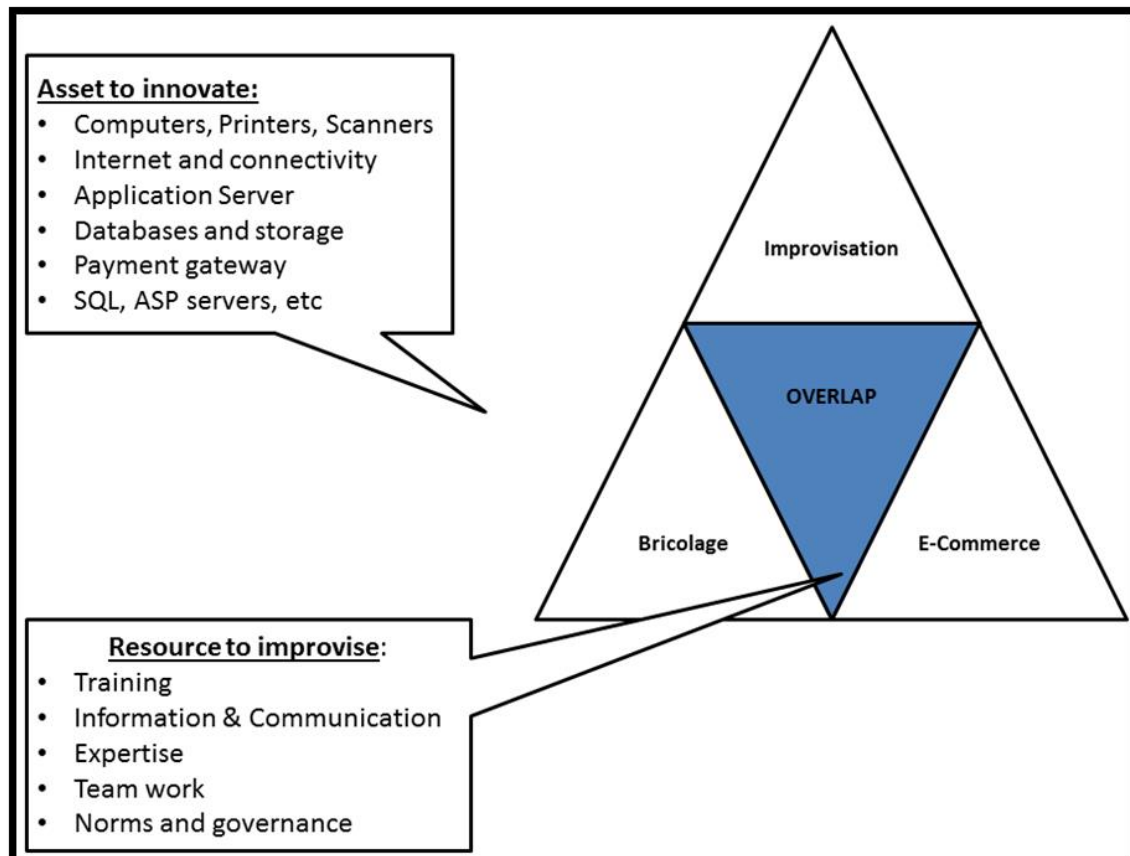 Asset to innovate:
• Computers, Printers, Scanners
• Internet and connectivity
• Application Server
• Databases and storage
• Payment gateway
• SQL, ASP servers, etc
Improvisation
OVERLAP
Bricolage
E-Commerce
Resource to improvise:
• Training
• Information & Communication
• Expertise
• Team work
• Norms and governance